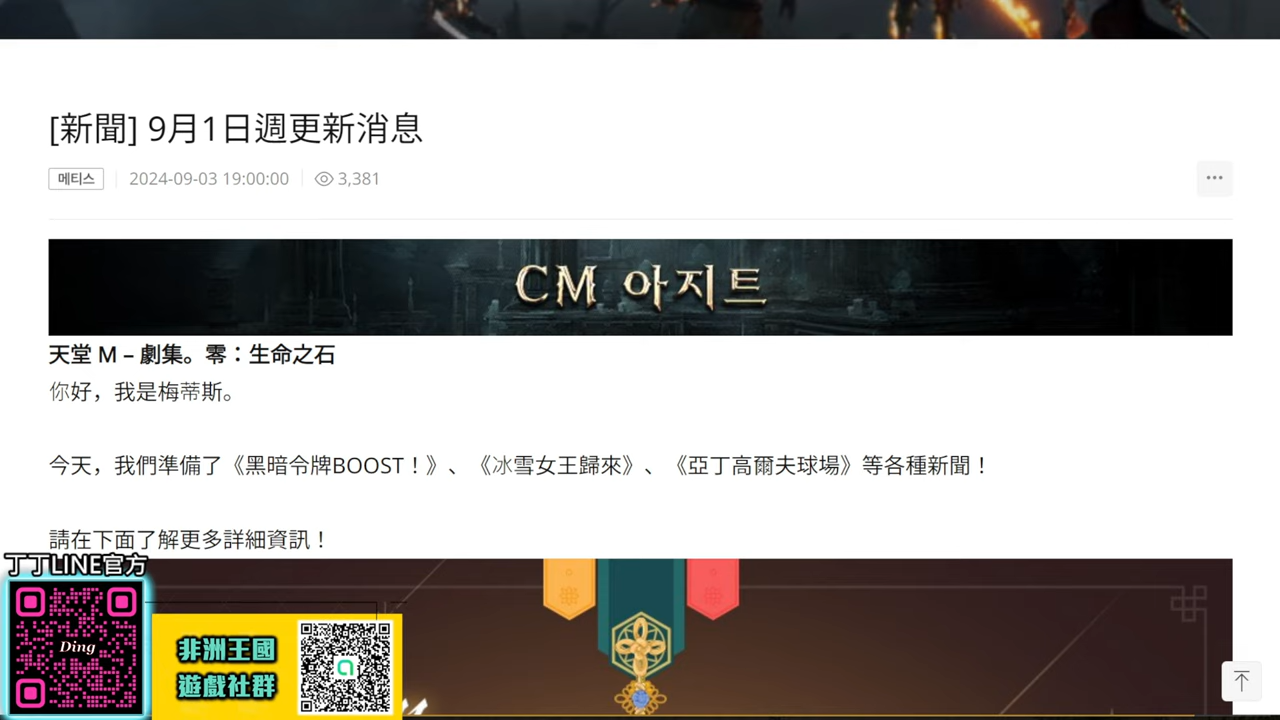 [新聞] 9月1日週更新消息
메티스
2024-09-03 19:00:00
3,381
CM 아지트
天堂 M – 劇集。零：生命之石
你好，我是梅蒂斯。
今天，我們準備了《黑暗令牌BOOST！》、《冰雪女王歸來》、《亞丁高爾夫球場》等各種新聞！
請在下面了解更多詳細資訊！
丁丁LINE官方
Ding
非洲王國
遊戲社群